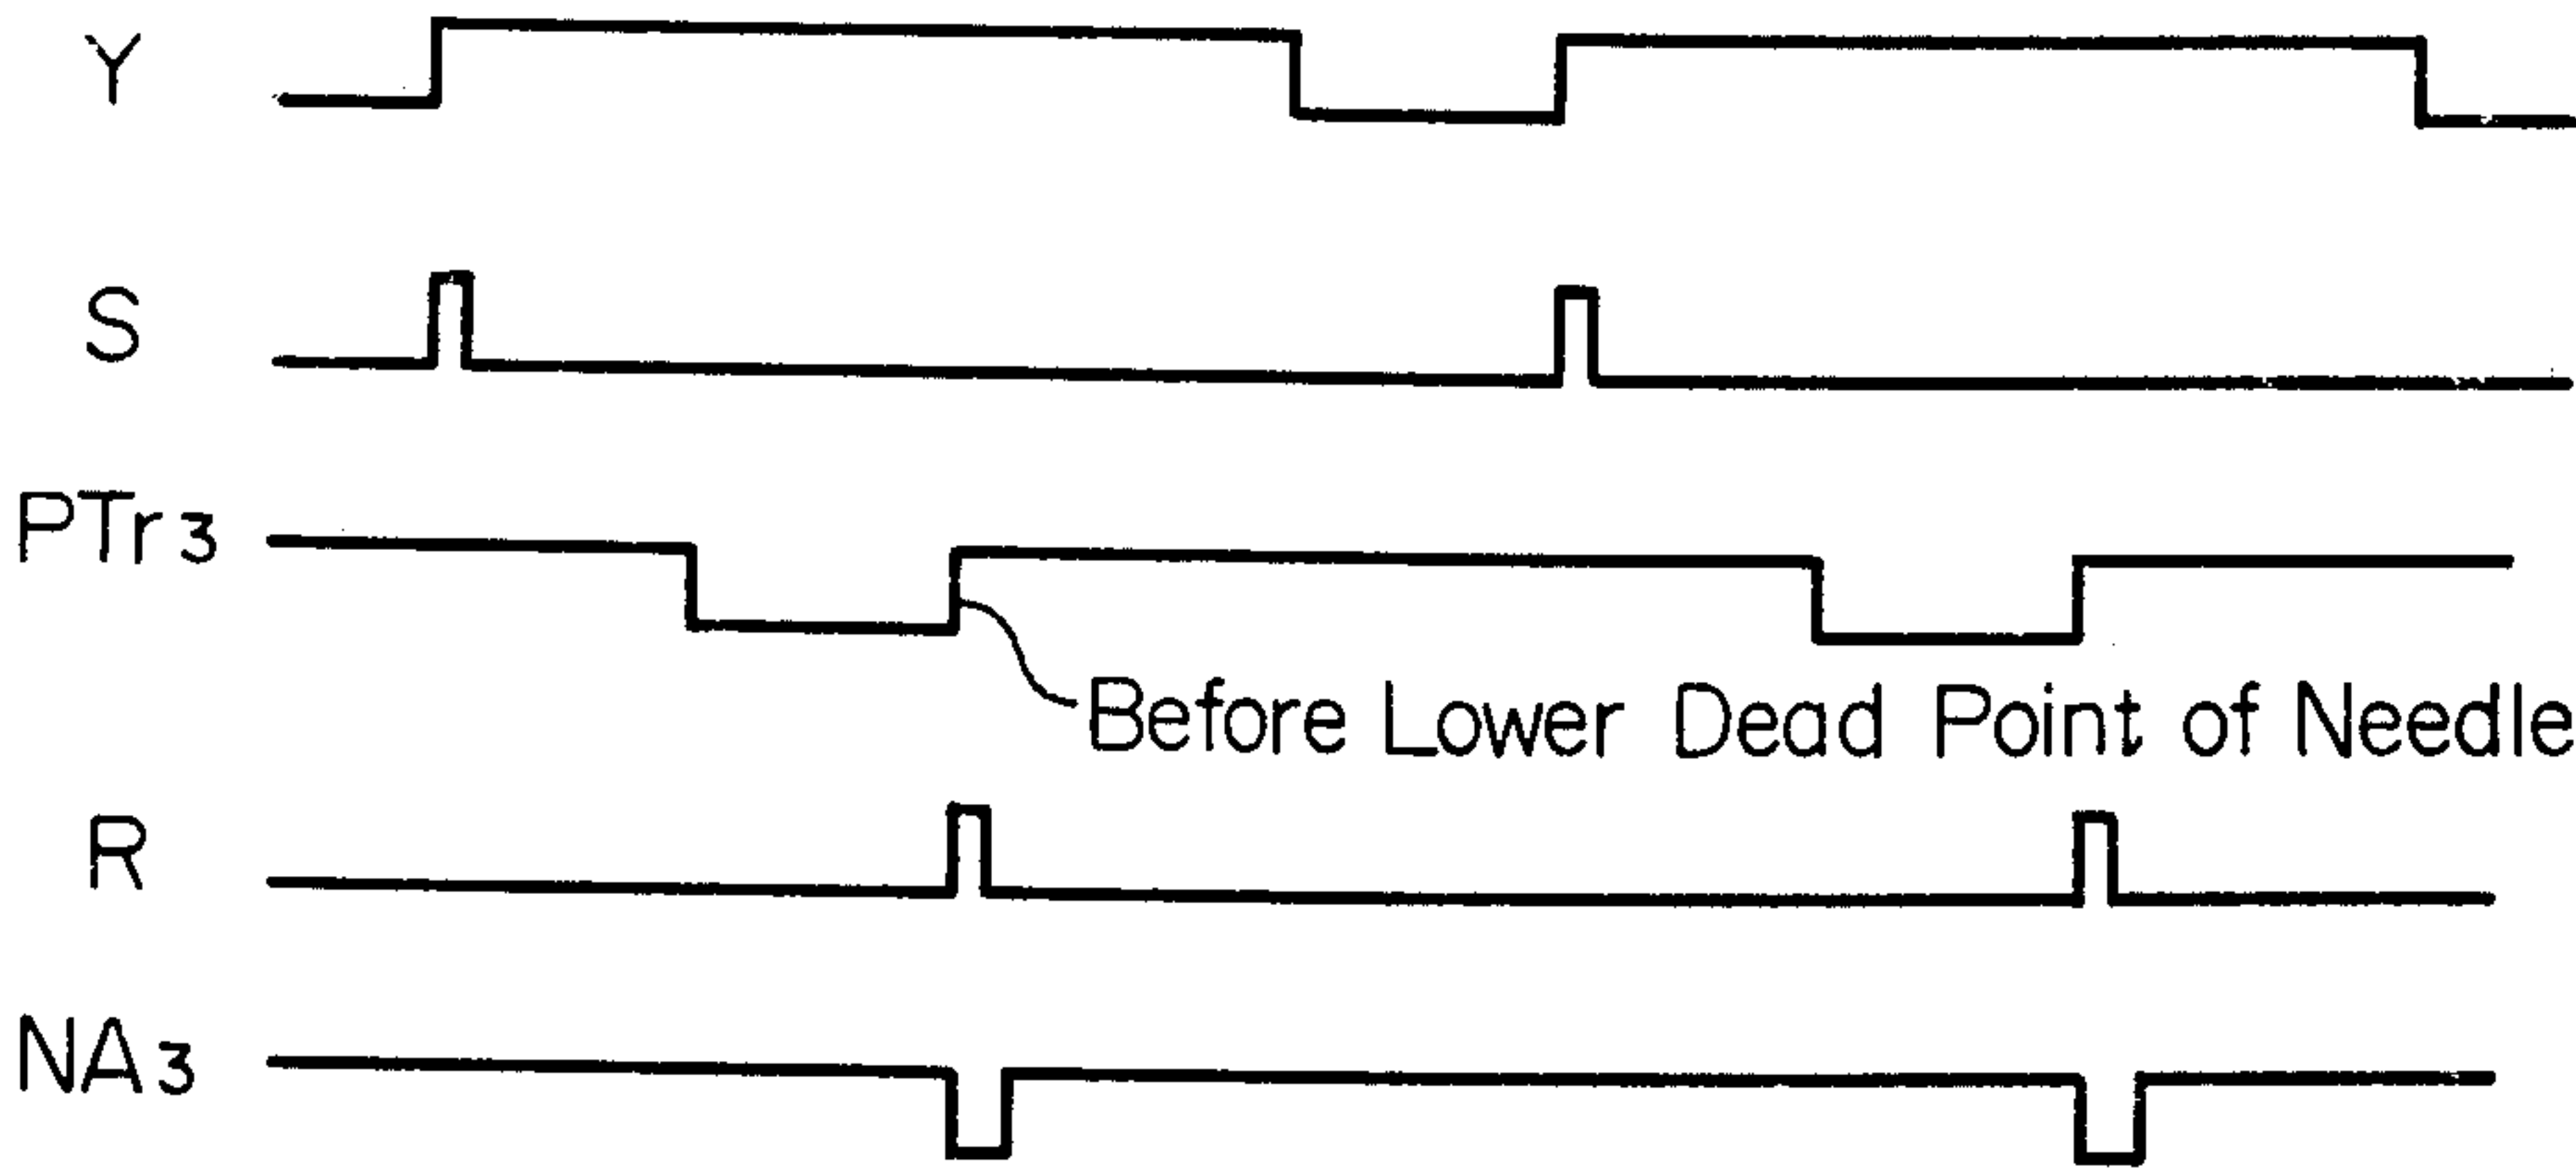 Y
S
PTr3
Before Lower Dead Point of Needle
R
NA3